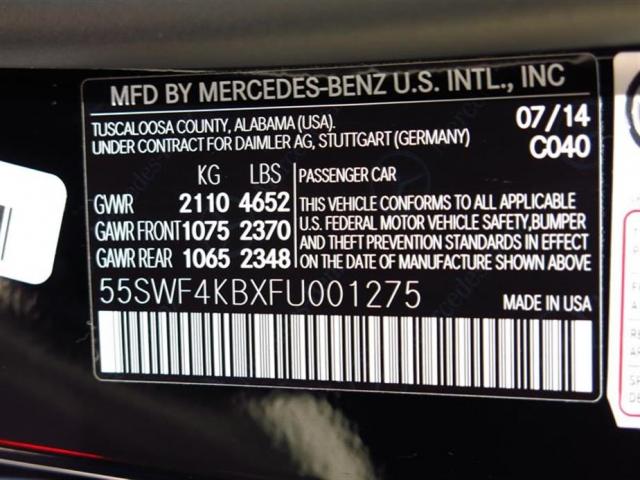 MFD BY MERCEDES-BENZ U.S. INTL., INC
TUSCALOOSA COUNTY, ALABAMA (USA). 07/14
UNDER CONTRACT FOR DAIMLER AG, STUTTGART (GERMANY) C040
KG LBS PASSENGER CAR
GWR 2110 4652 THIS VEHICLE CONFORMS TO ALL APPLICABLE
GAWR FRONT 1075 2370 U.S. FEDERAL MOTOR VEHICLE SAFETY,BUMPER
GAWR REAR 1065 2348 AND THEFT PREVENTION STANDARDS IN EFFECT
ON THE DATE OF MANUFACTURE SHOWN ABOVE.
55SWF4KBXFU001275 MADE IN USA